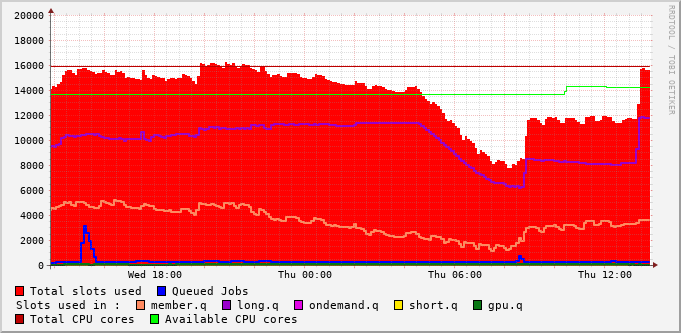 RRDTOOL / TOBI OETIKER
20000
18000
16000
14000
12000
10000
8000
6000
4000
2000
0
Wed 18:00 Thu 00:00 Thu 06:00 Thu 12:00
Total slots used Queued Jobs
Slots used in : member.q long.q ondemand.q short.q gpu.q
Total CPU cores Available CPU cores